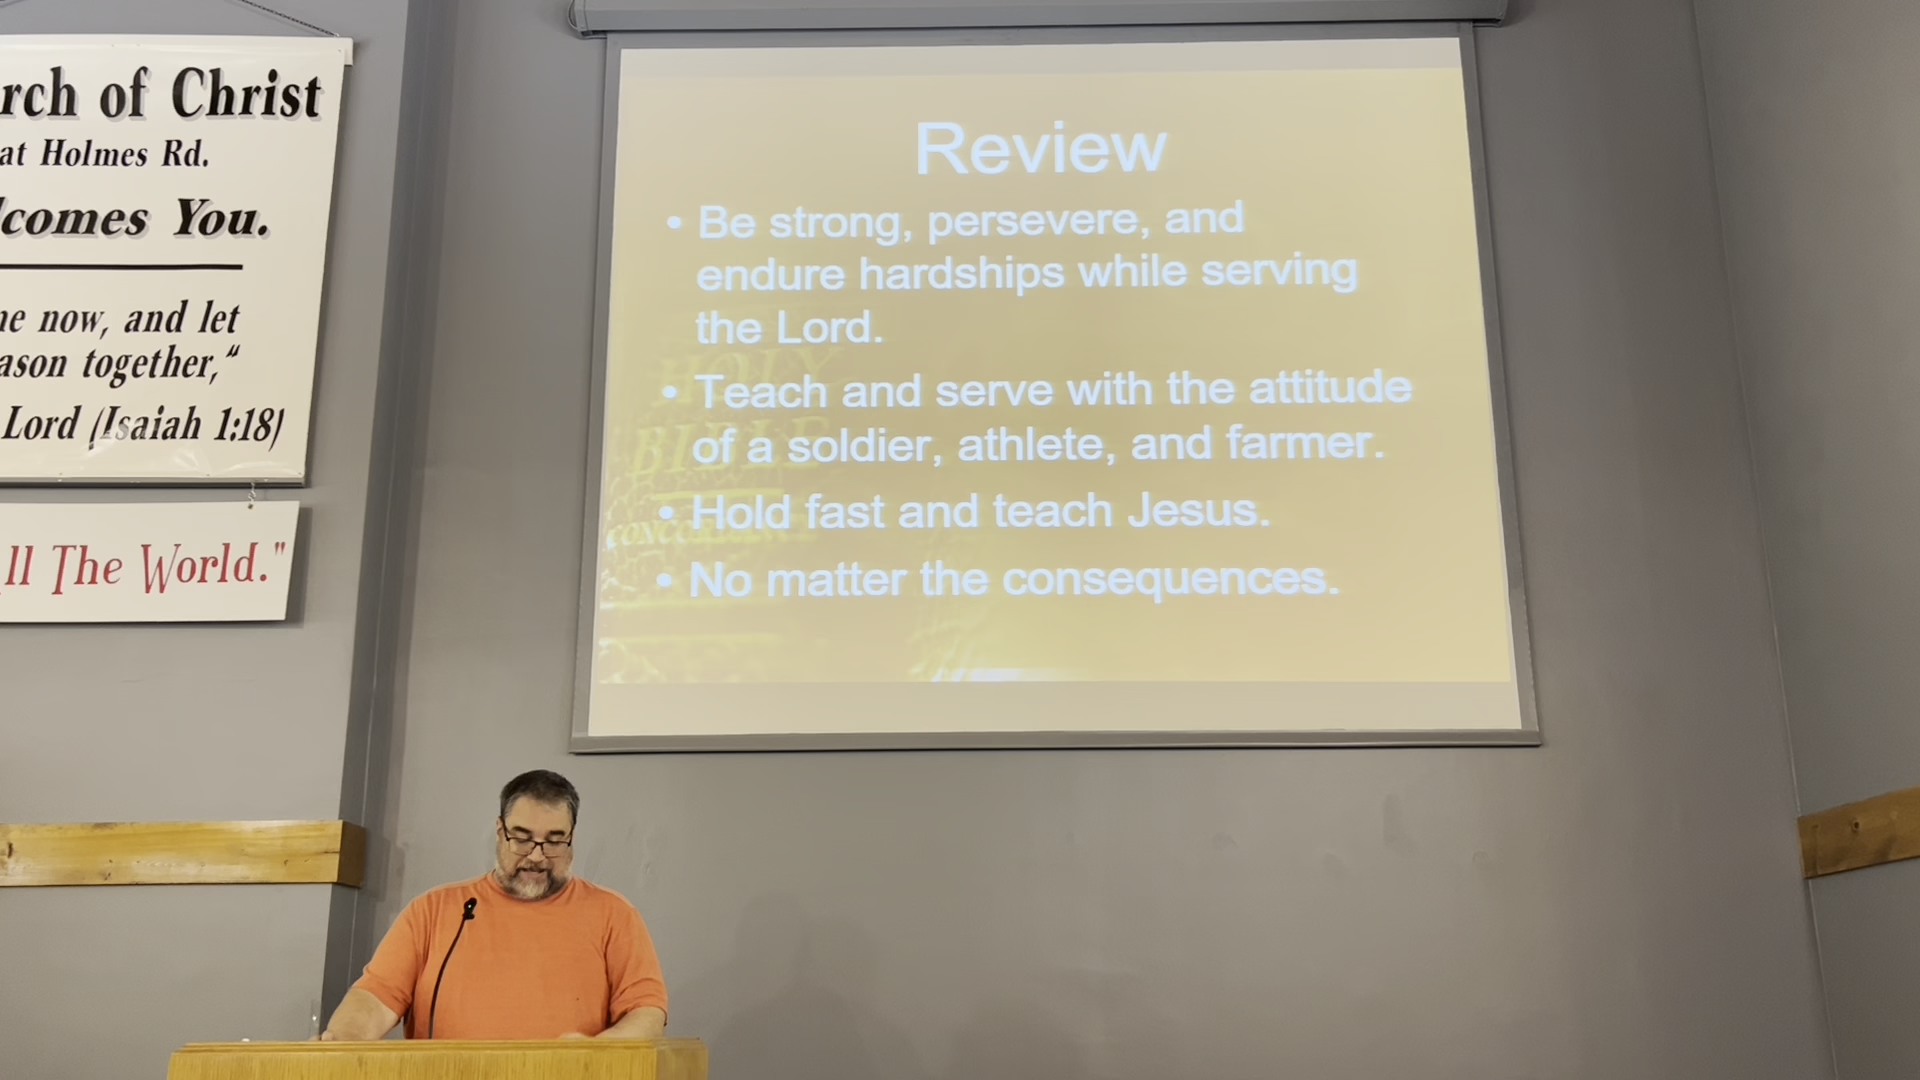 rch of Christ
at Holmes Rd.
lcomes You.
ne now, and let
ason together,"
Lord (Isaiah 1:18)
ll The World."
Review
• Be strong, persevere, and
endure hardships while serving
the Lord.
• Teach and serve with the attitude
of a soldier, athlete, and farmer.
• Hold fast and teach Jesus.
• No matter the consequences.
HOLY
BIBLE